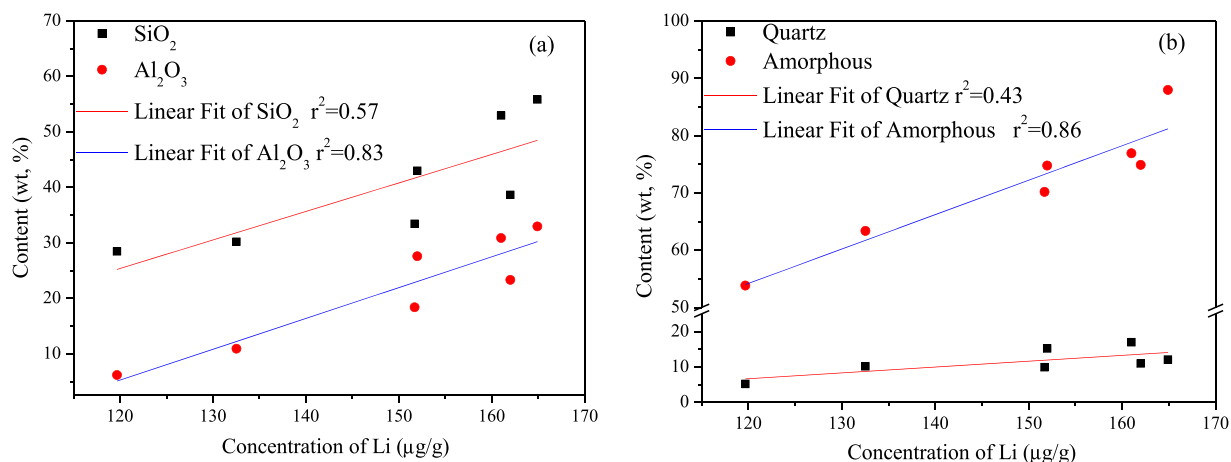 70
60
50
40
30
20
10
Content (wt, %)
SiO₂
Al₂O₃
Linear Fit of SiO₂ r²=0.57
Linear Fit of Al₂O₃ r²=0.83
(a)
120 130 140 150 160 170
Concentration of Li (µg/g)
100
90
80
70
60
50
20
15
10
5
0
Content (wt, %)
Quartz
Amorphous
Linear Fit of Quartz r²=0.43
Linear Fit of Amorphous r²=0.86
(b)
120 130 140 150 160 170
Concentration of Li (µg/g)